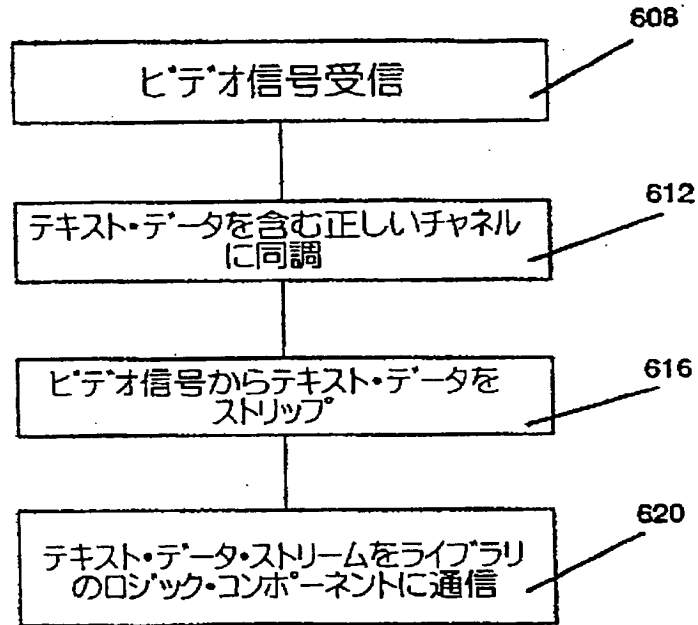 608
ビデオ信号受信
612
テキスト・データを含む正しいチャネル
に同調
616
ビデオ信号からテキスト・データを
ストリップ
620
テキスト・データ・ストリームをライブラリ
のロジック・コンポーネントに通信